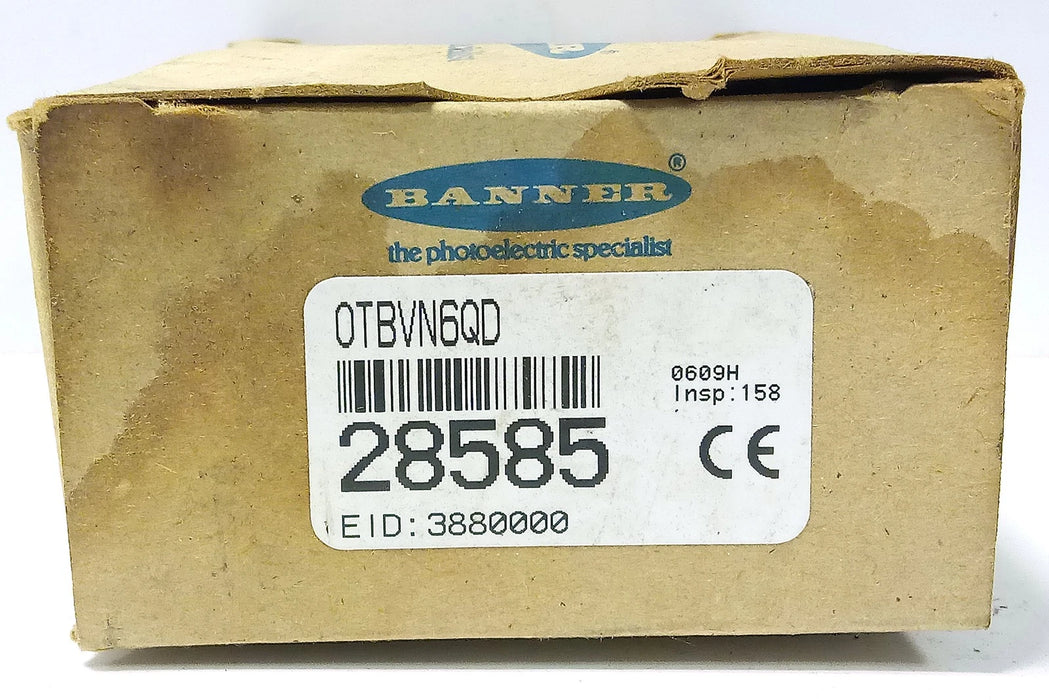 BANNER®
the photoelectric specialist
OTBVN6QD
0609H
Insp:158
28585
CE
EID:3880000